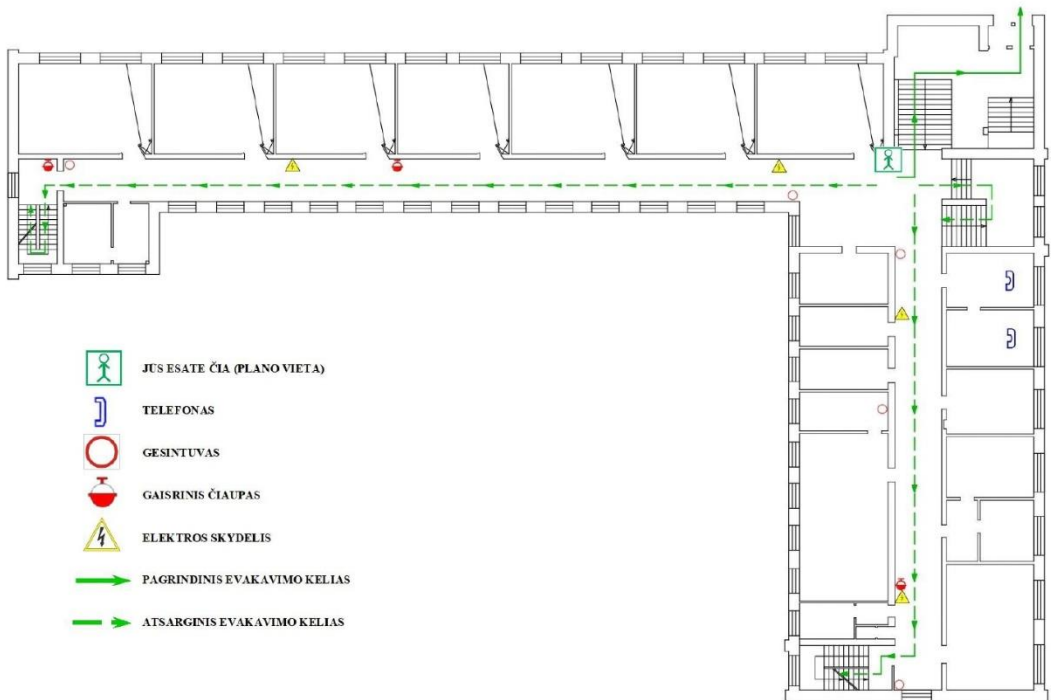 JŪS ESATE ČIA (PLANO VIETA)
TELEFONAS
GESINTUVAS
GAISRINIS ČIAUPAS
ELEKTROS SKYDELIS
PAGRINDINIS EVAKAVIMO KELIAS
ATSARGINIS EVAKAVIMO KELIAS